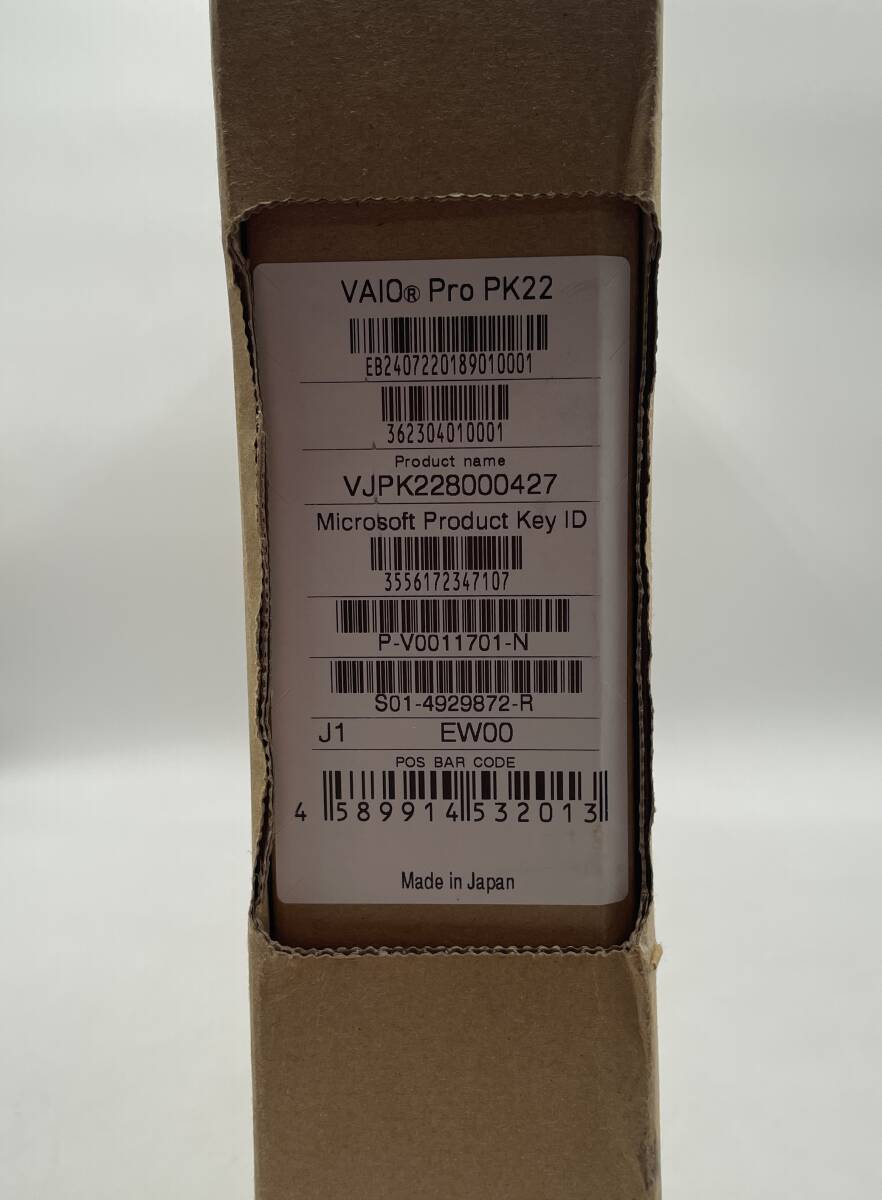 VAIO® Pro PK22
EB2407220189010001
362304010001
Product name
VJPK228000427
Microsoft Product Key ID
3556172347107
P-V0011701-N
S01-4929872-R
J1 EW00
POS BAR CODE
4 589914 532013
Made in Japan